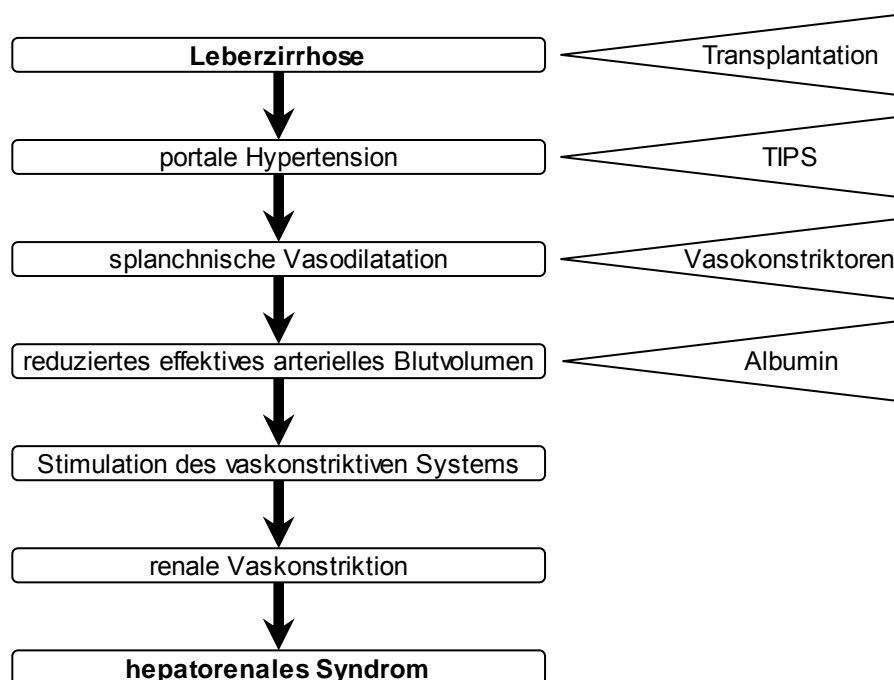 Leberzirrhose
Transplantation
portale Hypertension
TIPS
splanchnische Vasodilatation
Vasokonstriktoren
reduziertes effektives arterielles Blutvolumen
Albumin
Stimulation des vaskonstriktiven Systems
renale Vaskonstriktion
hepatorenales Syndrom